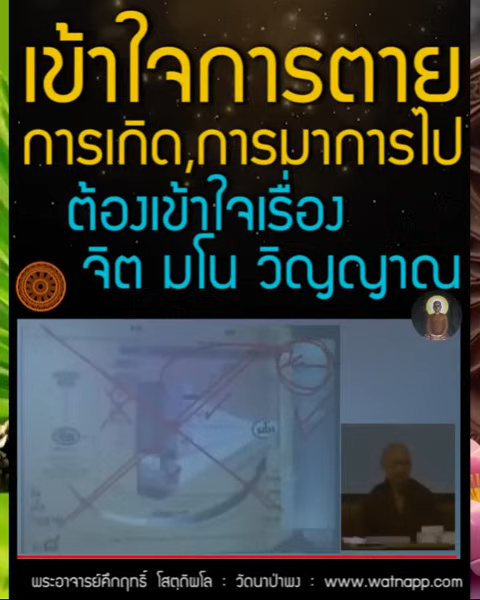 เข้าใจการตาย
การเกิด,การมาการไป
ต้องเข้าใจเรื่อง
จิต มโน วิญญาณ
พระอาจารย์คึกฤทธิ์ โสตฺถิผโล : วัดนาป่าพง : www.watnapp.com